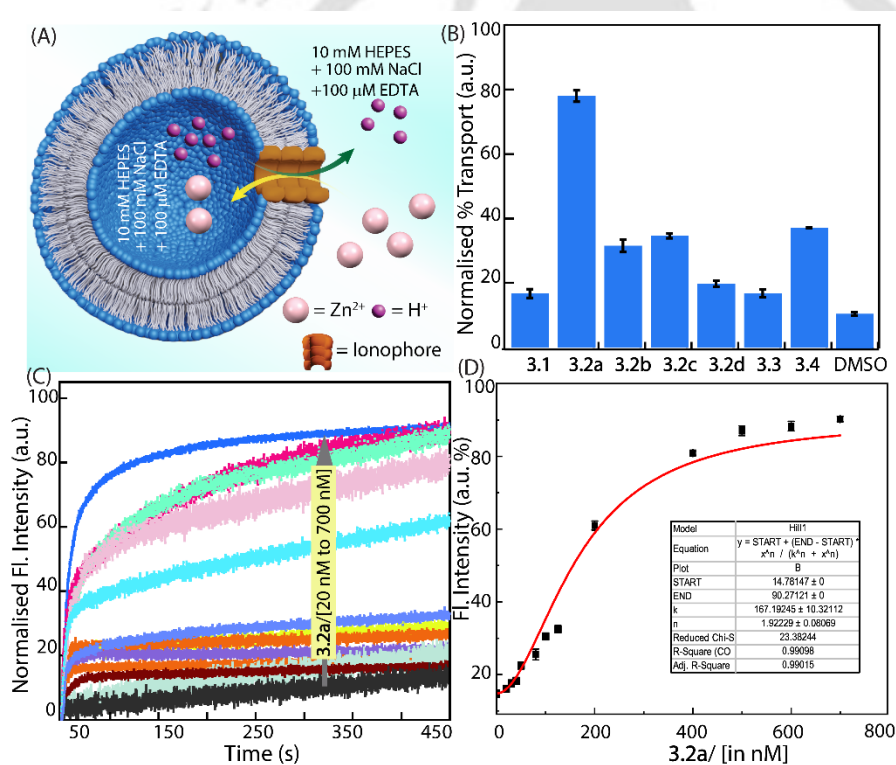 (A)
10 mM HEPES
+ 100 mM NaCl
+100 μM EDTA
10 mM HEPES
+ 100 mM NaCl
+ 100 μM EDTA
= Zn²⁺ = H⁺
= Ionophore
(B)
Normalised % Transport (a.u.)
80
60
40
20
0
3.1 3.2a 3.2b 3.2c 3.2d 3.3 3.4 DMSO
(C)
Normalised Fl. Intensity (a.u.)
100
80
60
40
20
0
3.2a/[20 nM to 700 nM]
50 150 250 350 450
Time (s)
(D)
Fl. Intensity (a.u. %)
100
80
60
40
20
Model Hill1
Equation y = START + (END - START) * x^n / (k^n + x^n)
Plot B
START 14.78147 ± 0
END 90.27121 ± 0
k 167.19245 ± 10.32112
n 1.92229 ± 0.08069
Reduced Chi-S 23.38244
R-Square (CO 0.99098
Adj. R-Square 0.99015
0 200 400 600 800
3.2a/ [in nM]